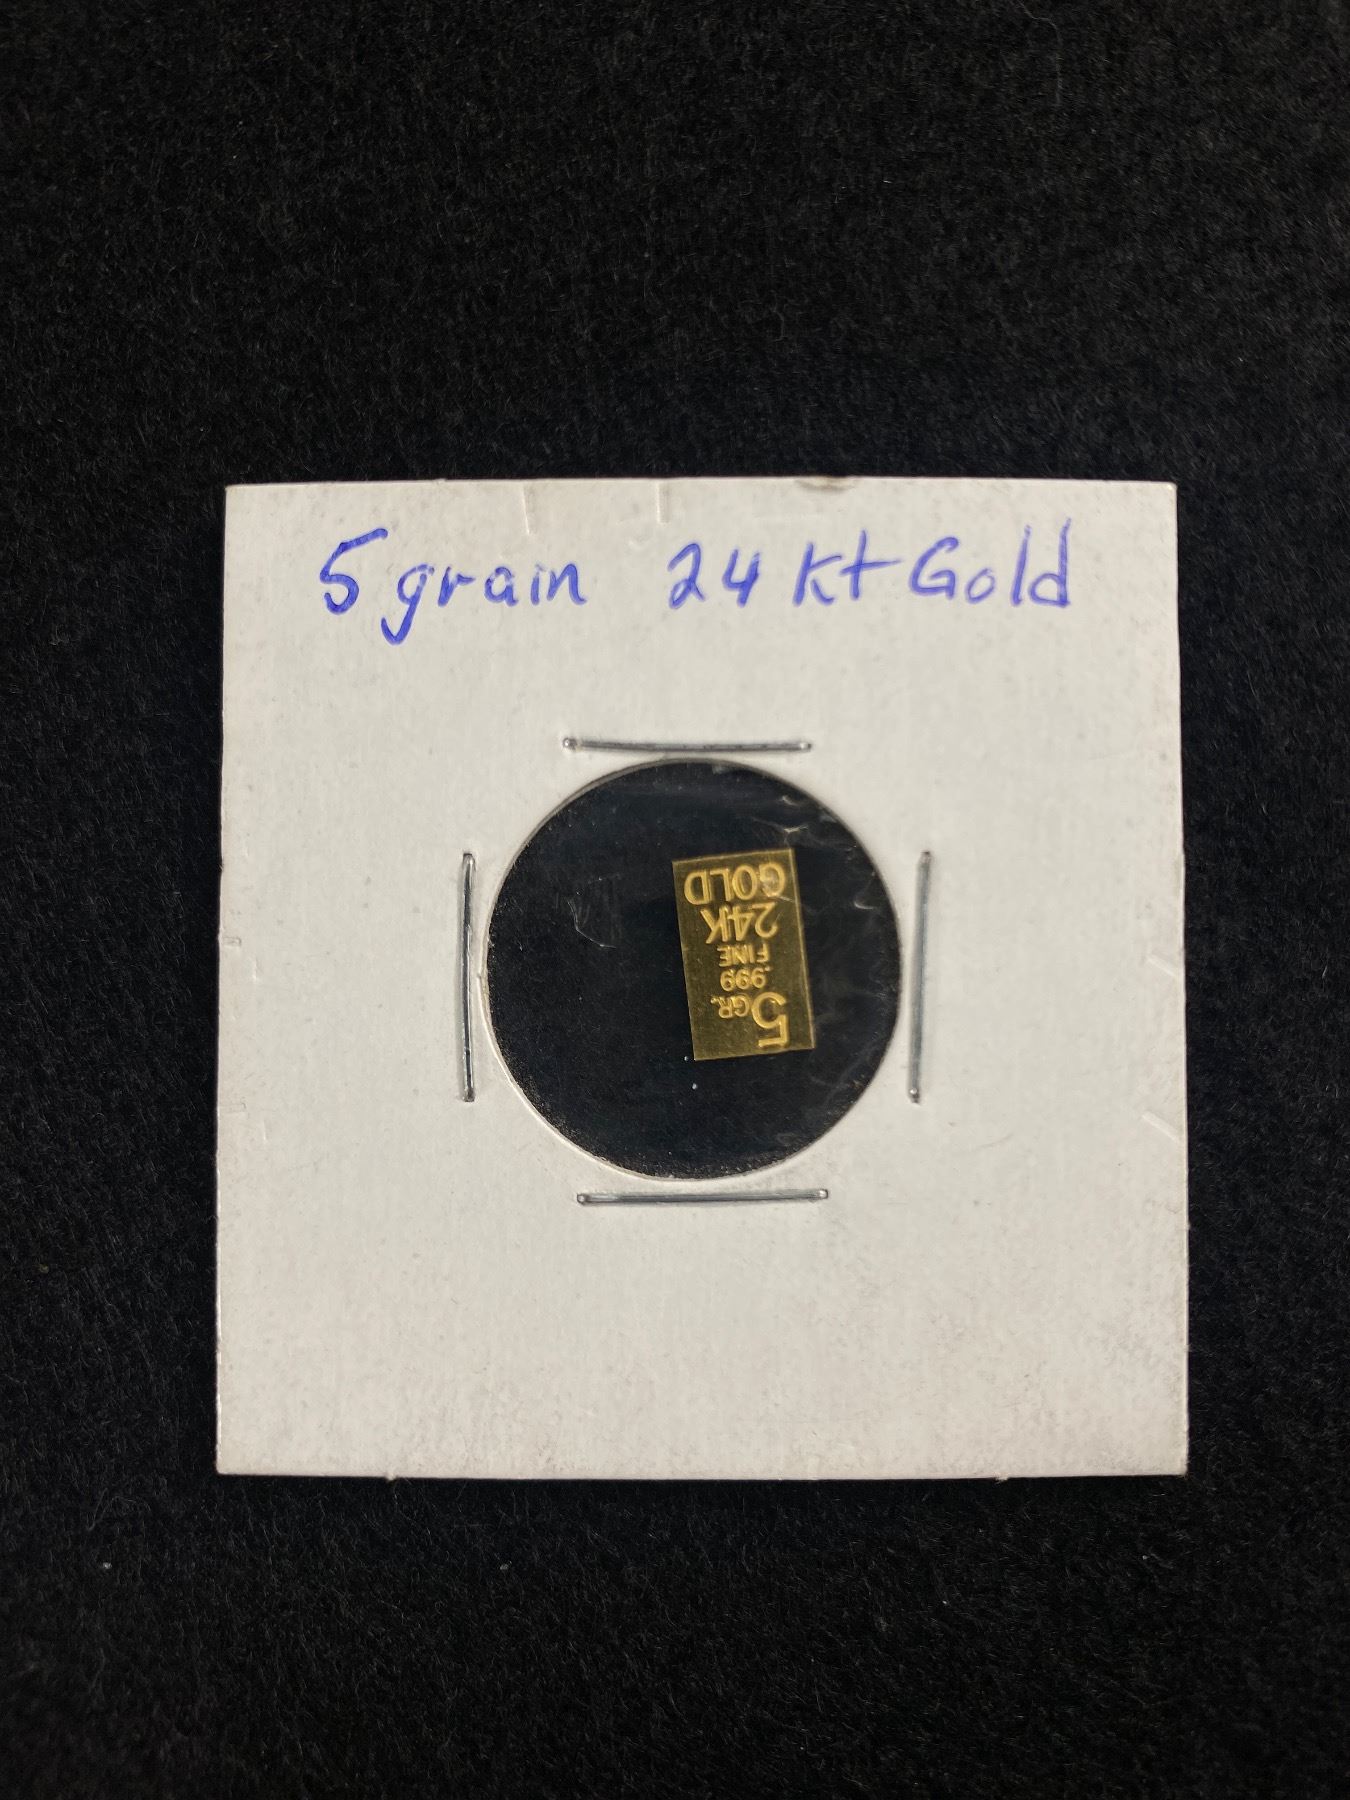 5 grain 24 kt Gold
5 GR.
.999
FINE
24K
GOLD